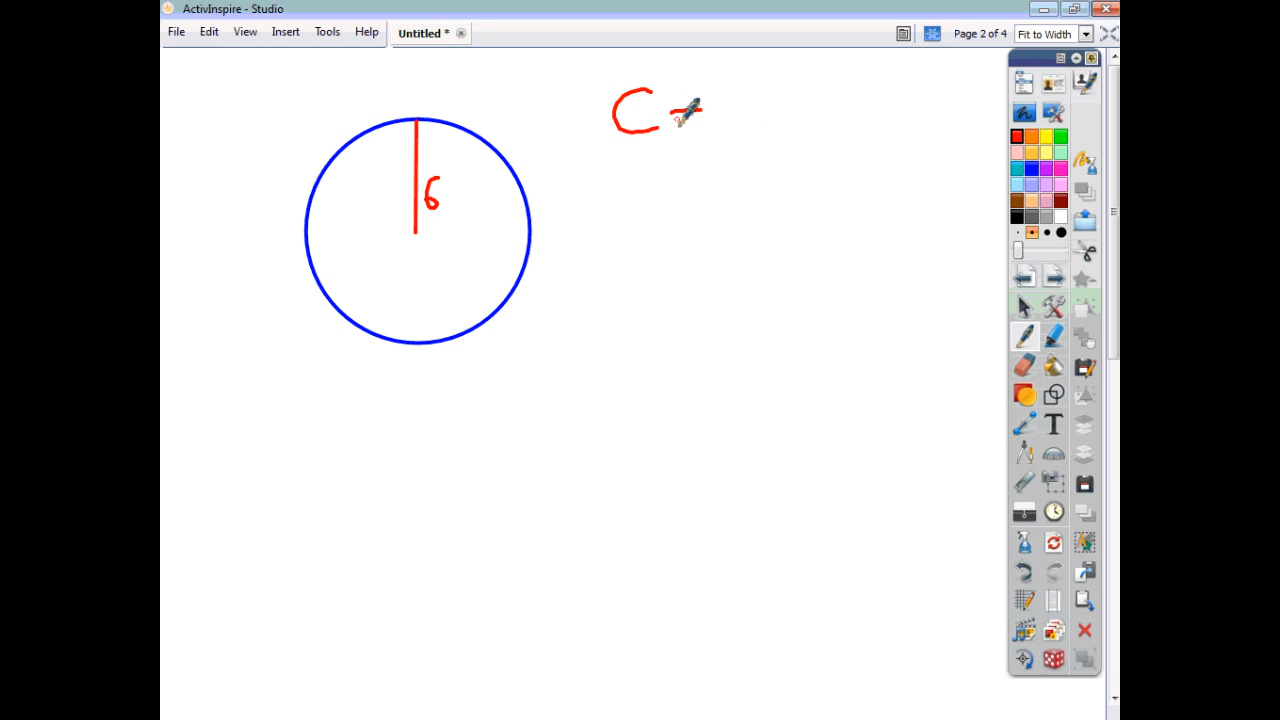 ActivInspire - Studio
File Edit View Insert Tools Help Untitled * Page 2 of 4 Fit to Width
C
6